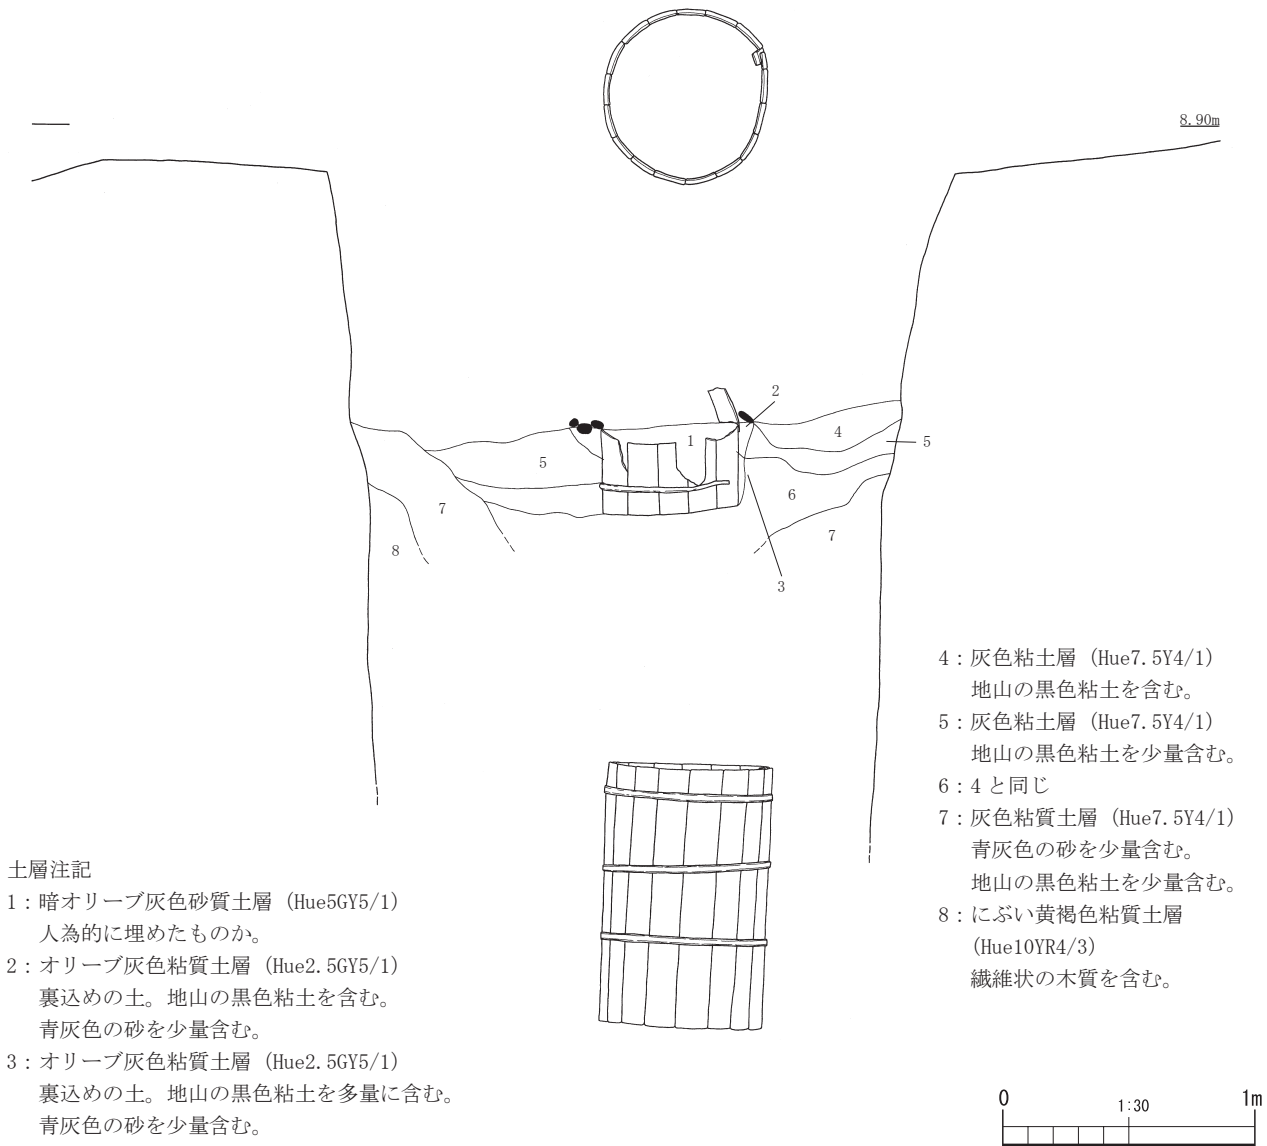 8.90m
2
4
1
5
5
6
7
7
8
3
4：灰色粘土層（Hue7.5Y4/1）
地山の黒色粘土を含む。
5：灰色粘土層（Hue7.5Y4/1）
地山の黒色粘土を少量含む。
6：4と同じ
7：灰色粘質土層（Hue7.5Y4/1）
青灰色の砂を少量含む。
地山の黒色粘土を少量含む。
8：にぶい黄褐色粘質土層
（Hue10YR4/3）
繊維状の木質を含む。
土層注記
1：暗オリーブ灰色砂質土層（Hue5GY5/1）
人為的に埋めたものか。
2：オリーブ灰色粘質土層（Hue2.5GY5/1）
裏込めの土。地山の黒色粘土を含む。
青灰色の砂を少量含む。
3：オリーブ灰色粘質土層（Hue2.5GY5/1）
裏込めの土。地山の黒色粘土を多量に含む。
青灰色の砂を少量含む。
0 1:30 1m